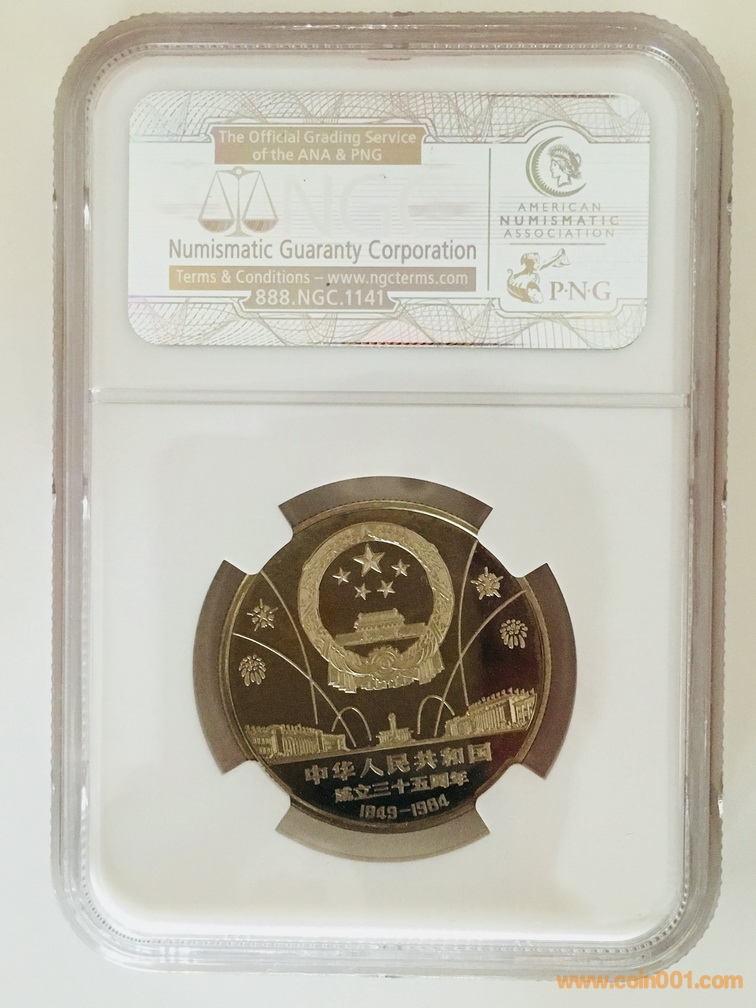 The Official Grading Service
of the ANA & PNG
NGC
Numismatic Guaranty Corporation
Terms & Conditions – www.ngcterms.com
888.NGC.1141
AMERICAN
NUMISMATIC
ASSOCIATION
P·N·G
中华人民共和国
成立三十五周年
1949-1984
www.coin001.com